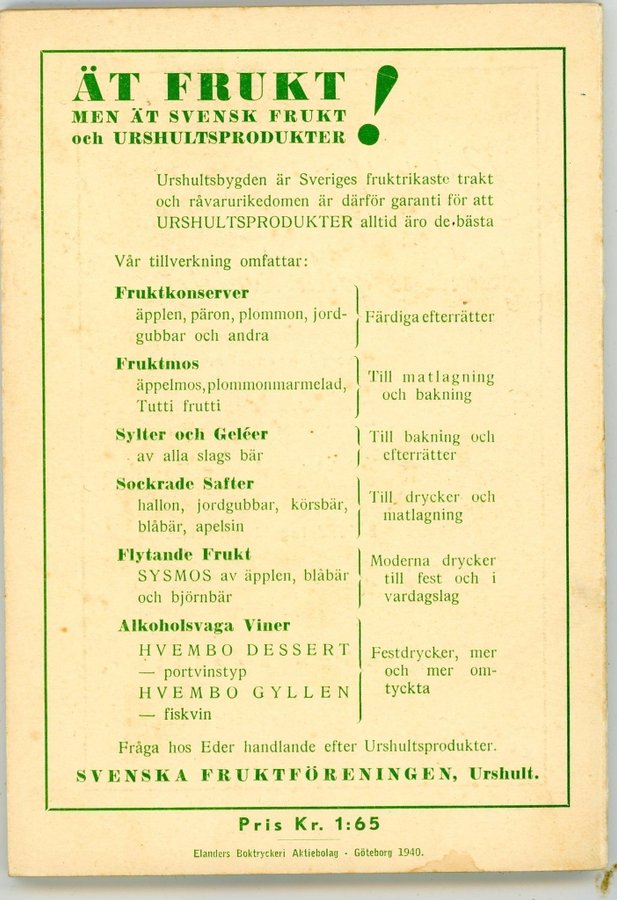 ÄT FRUKT !
MEN ÄT SVENSK FRUKT
och URSHULTSPRODUKTER
Urshultsbygden är Sveriges fruktrikaste trakt
och råvarurikedomen är därför garanti för att
URSHULTSPRODUKTER alltid äro de bästa
Vår tillverkning omfattar:
Fruktkonserver
äpplen, päron, plommon, jord-
gubbar och andra
Färdiga efterrätter
Fruktmos
äppelmos, plommonmarmelad,
Tutti frutti
Till matlagning
och bakning
Sylter och Geléer
av alla slags bär
Till bakning och
efterrätter
Sockrade Safter
hallon, jordgubbar, körsbär,
blåbär, apelsin
Till drycker och
matlagning
Flytande Frukt
SYSMOS av äpplen, blåbär
och björnbär
Moderna drycker
till fest och i
vardagslag
Alkoholsvaga Viner
HVEMBO DESSERT
— portvinstyp
HVEMBO GYLLEN
— fiskvin
Festdrycker, mer
och mer om-
tyckta
Fråga hos Eder handlande efter Urshultsprodukter.
SVENSKA FRUKTFÖRENINGEN, Urshult.
Pris Kr. 1:65
Elanders Boktryckeri Aktiebolag - Göteborg 1940.